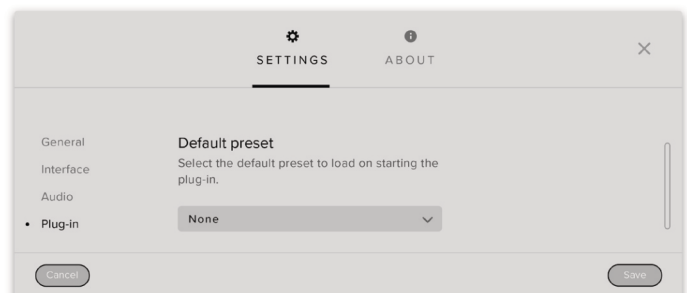 SETTINGS
ABOUT
General
Interface
Audio
Plug-in
Default preset
Select the default preset to load on starting the
plug-in.
None
Cancel
Save